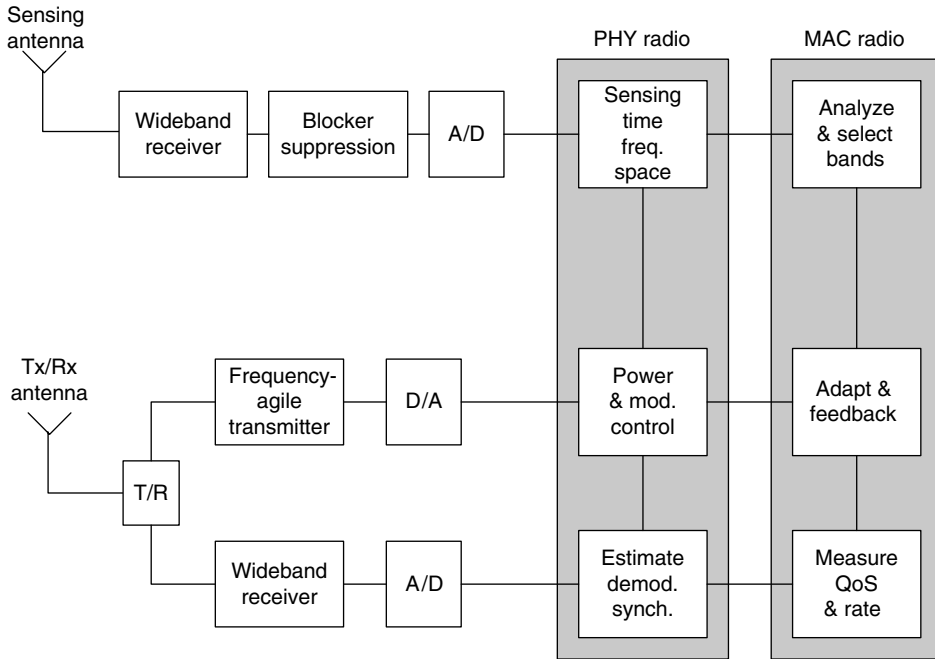 Sensing
antenna
PHY radio
MAC radio
Wideband
receiver
Blocker
suppression
A/D
Sensing
time
freq.
space
Analyze
& select
bands
Tx/Rx
antenna
Frequency-
agile
transmitter
D/A
Power
& mod.
control
Adapt &
feedback
T/R
Wideband
receiver
A/D
Estimate
demod.
synch.
Measure
QoS
& rate